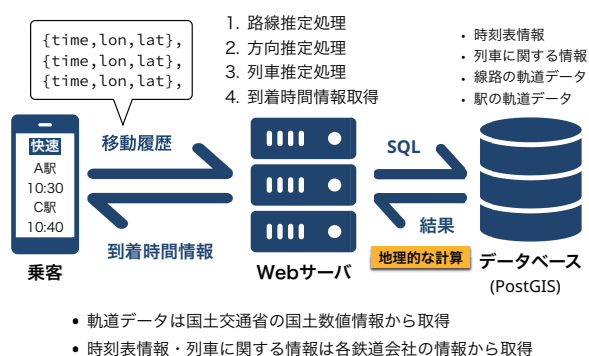 {time,lon,lat},
{time,lon,lat},
{time,lon,lat},
1. 路線推定処理
2. 方向推定処理
3. 列車推定処理
4. 到着時間情報取得
• 時刻表情報
• 列車に関する情報
• 線路の軌道データ
• 駅の軌道データ
快速
A駅
10:30
C駅
10:40
移動履歴
到着時間情報
SQL
結果
地理的な計算
乗客
Webサーバ
データベース
(PostGIS)
• 軌道データは国土交通省の国土数値情報から取得
• 時刻表情報・列車に関する情報は各鉄道会社の情報から取得